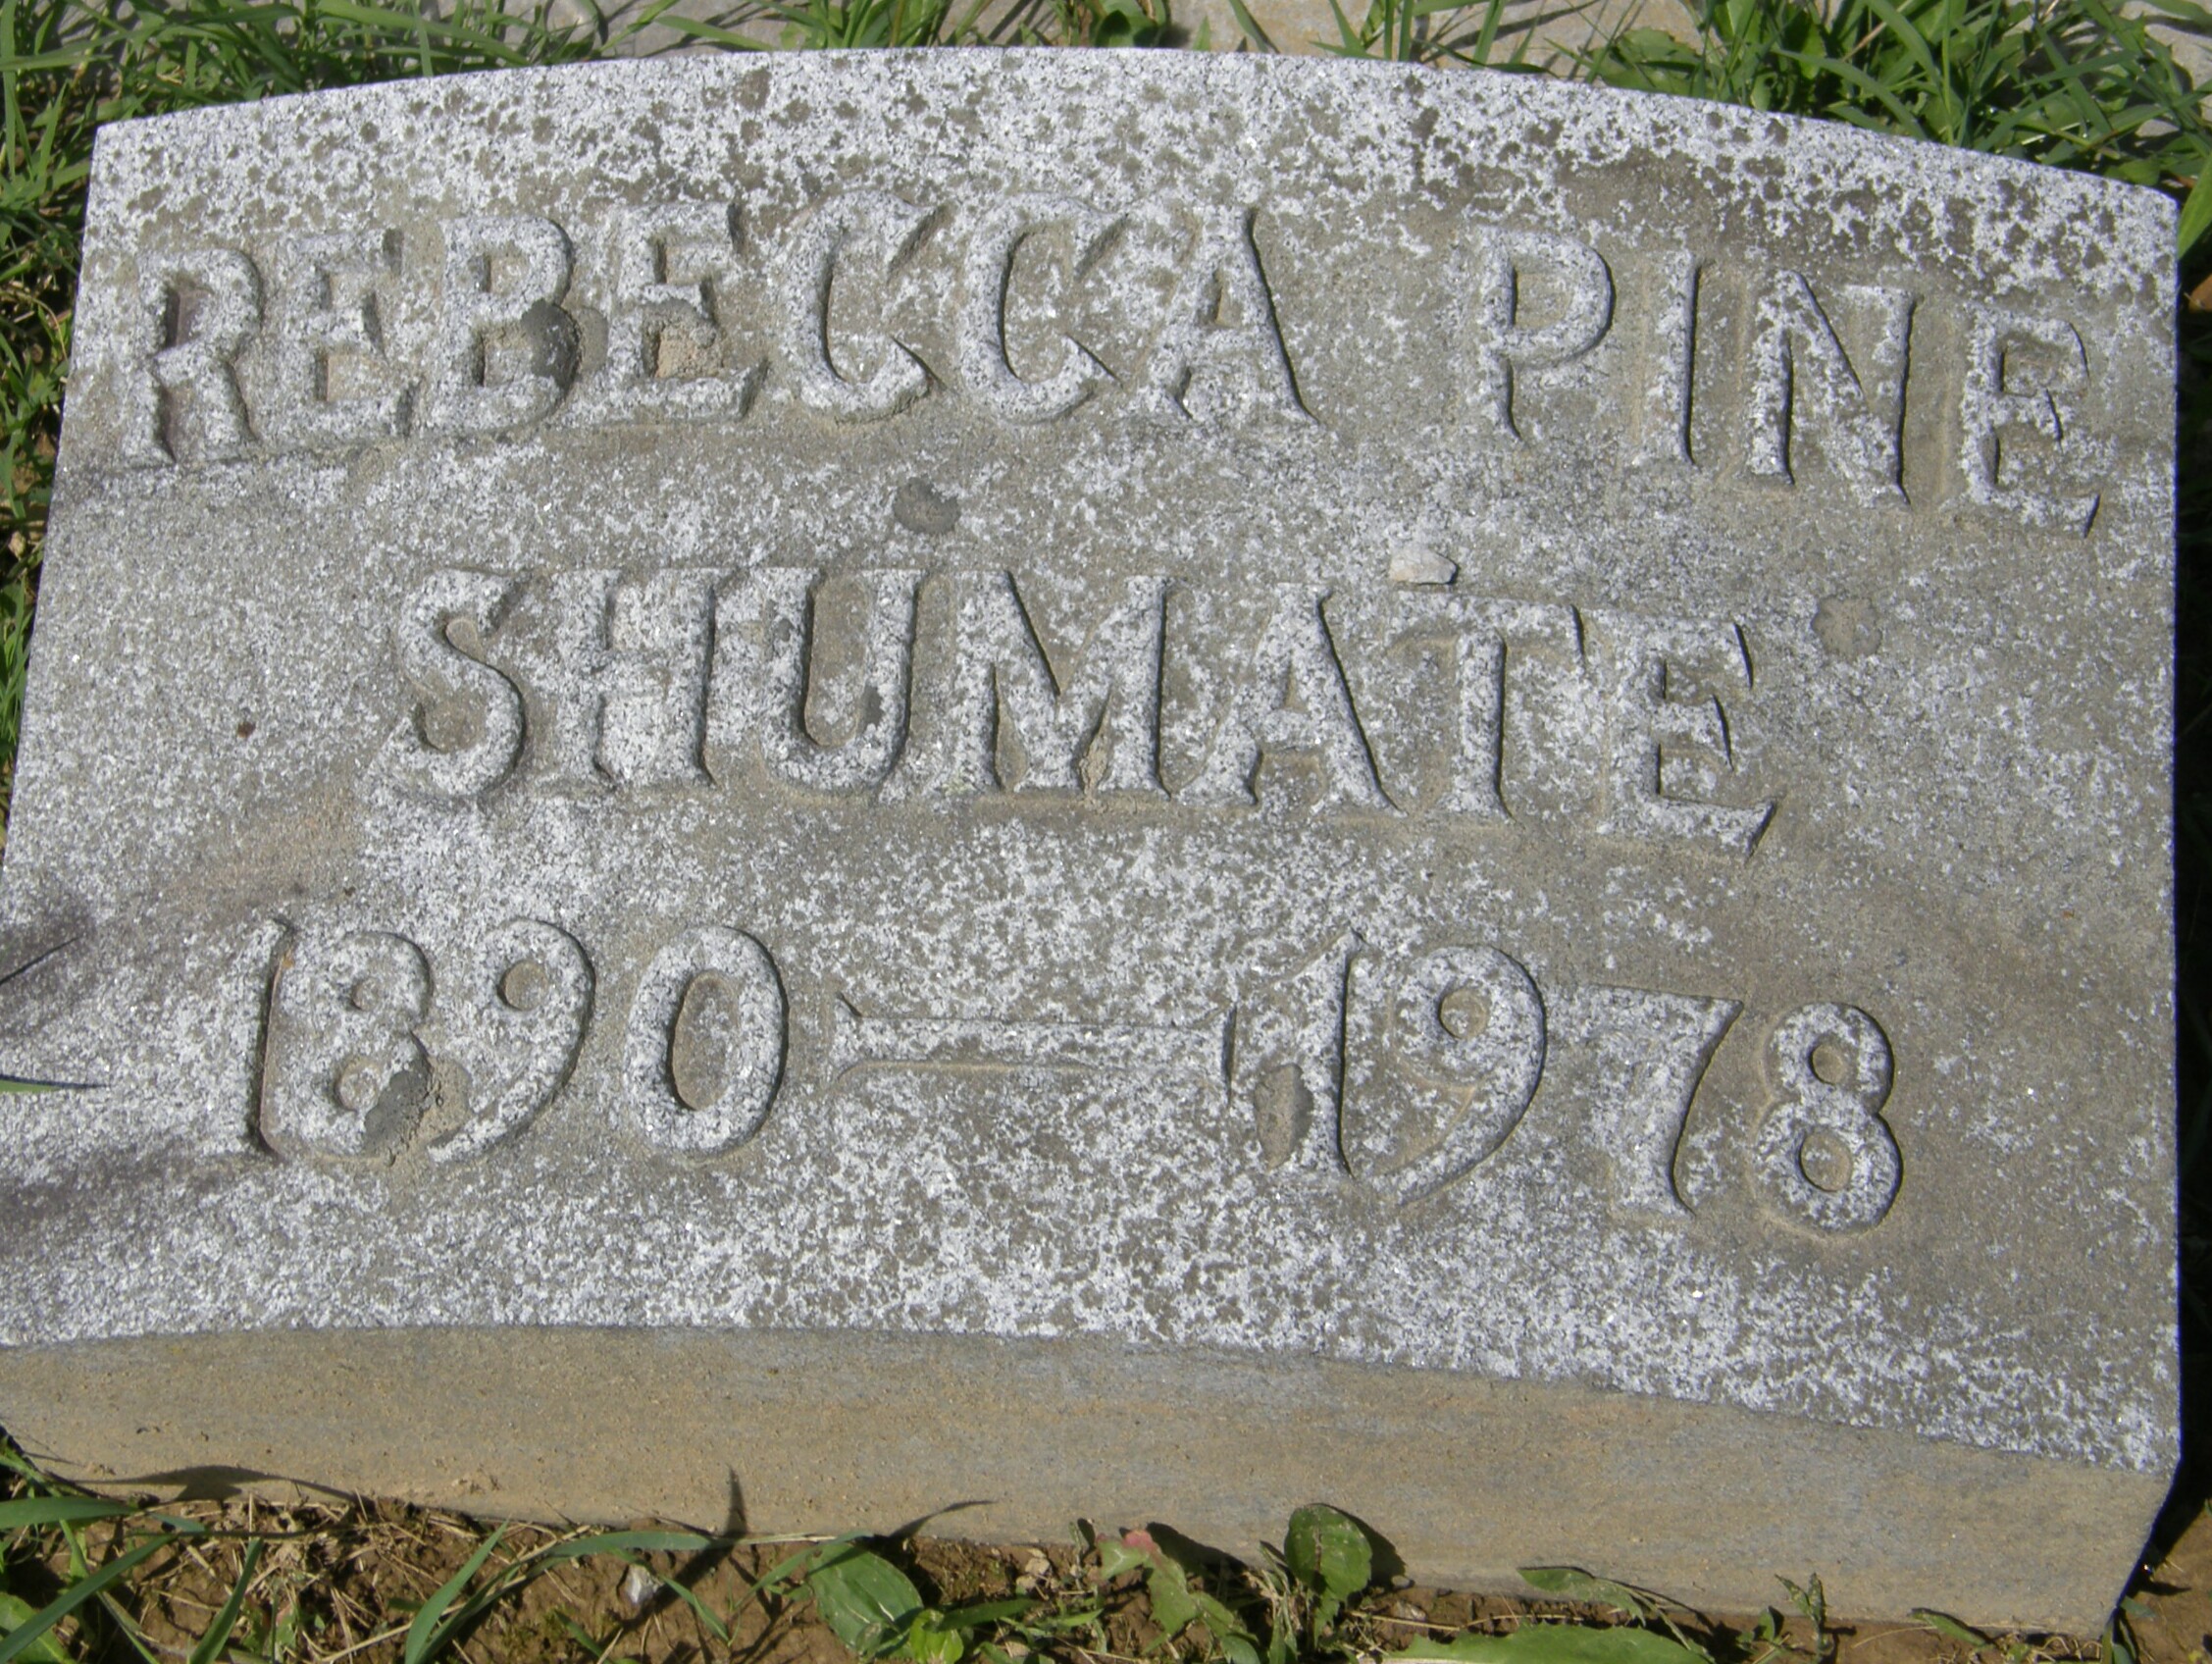 REBECCA PINE
SHUMATE
1890—1978